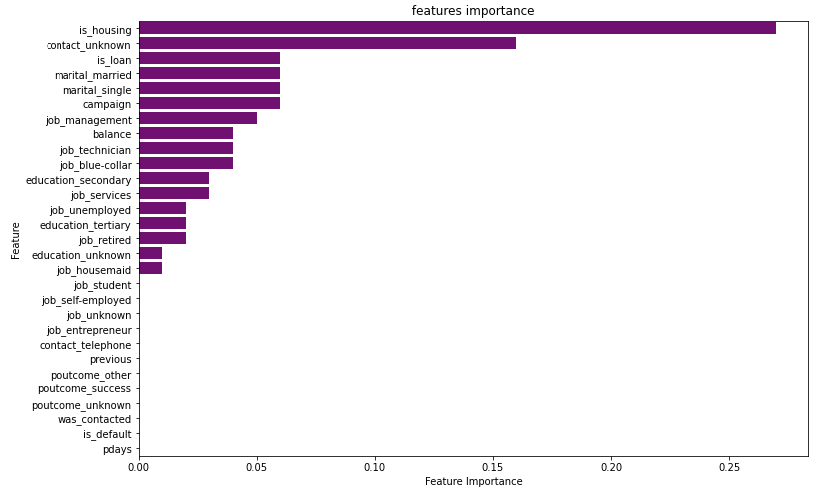 features importance
is_housing
contact_unknown
is_loan
marital_married
marital_single
campaign
job_management
balance
job_technician
job_blue-collar
education_secondary
job_services
job_unemployed
education_tertiary
job_retired
education_unknown
job_housemaid
job_student
job_self-employed
job_unknown
job_entrepreneur
contact_telephone
previous
poutcome_other
poutcome_success
poutcome_unknown
was_contacted
is_default
pdays
Feature
0.00 0.05 0.10 0.15 0.20 0.25
Feature Importance